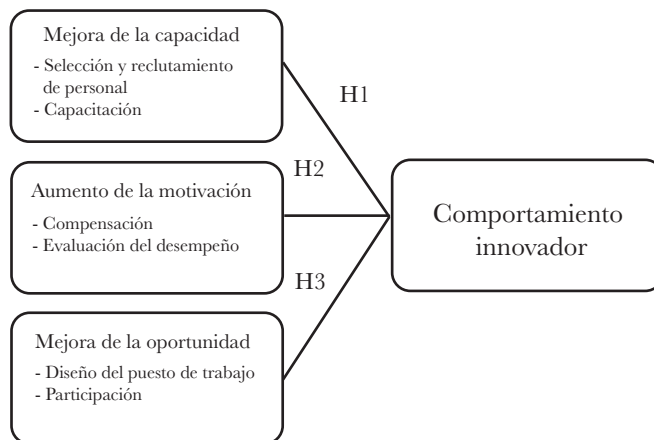 Mejora de la capacidad
- Selección y reclutamiento
de personal
- Capacitación
H1
H2
Aumento de la motivación
- Compensación
- Evaluación del desempeño
Comportamiento
innovador
H3
Mejora de la oportunidad
- Diseño del puesto de trabajo
- Participación